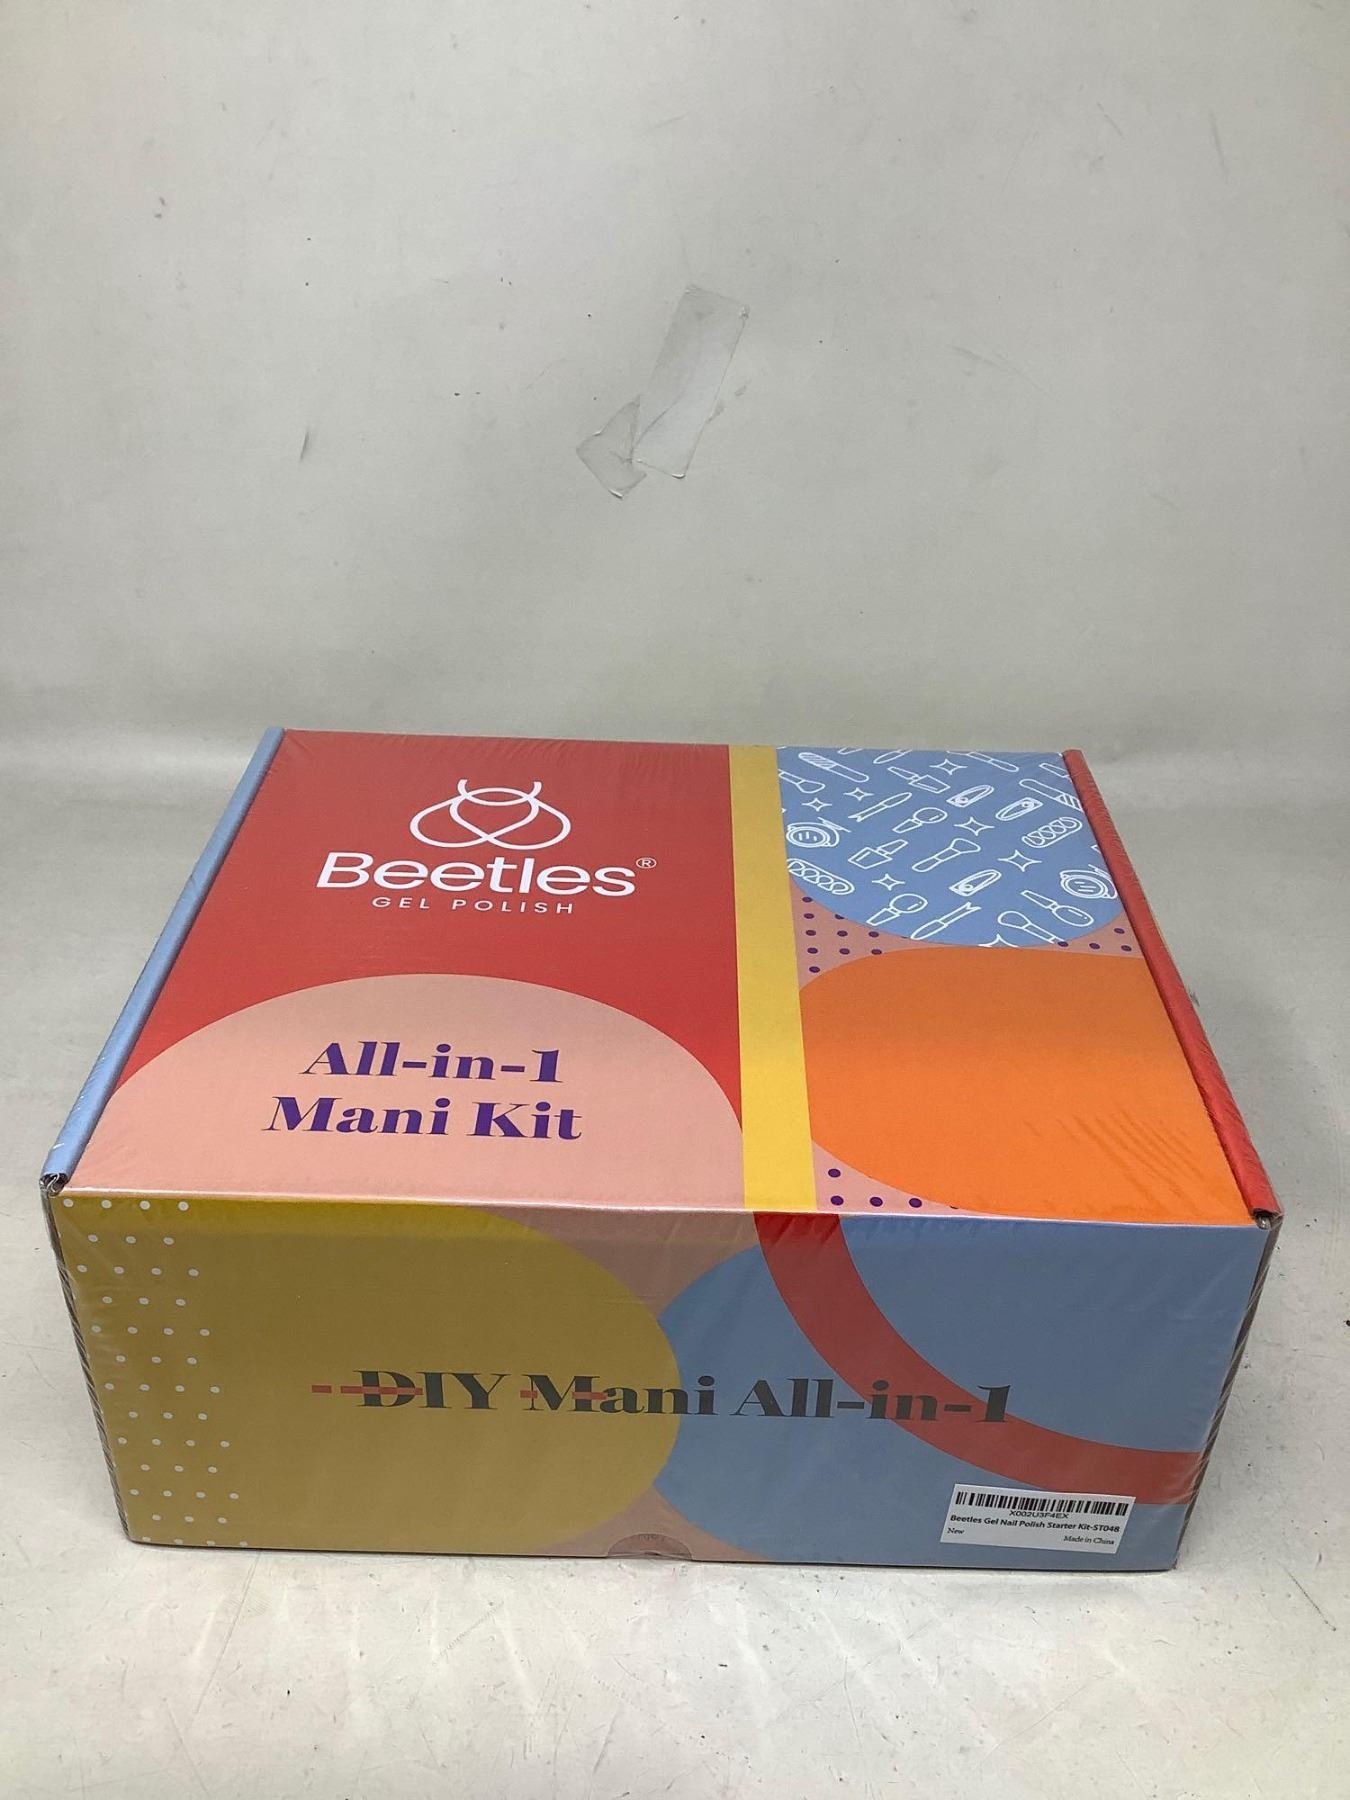 Beetles®
GEL POLISH
All-in-1
Mani Kit
DIY Mani All-in-1
X002U3F4EX
Beetles Gel Nail Polish Starter Kit-ST048
New
Made in China